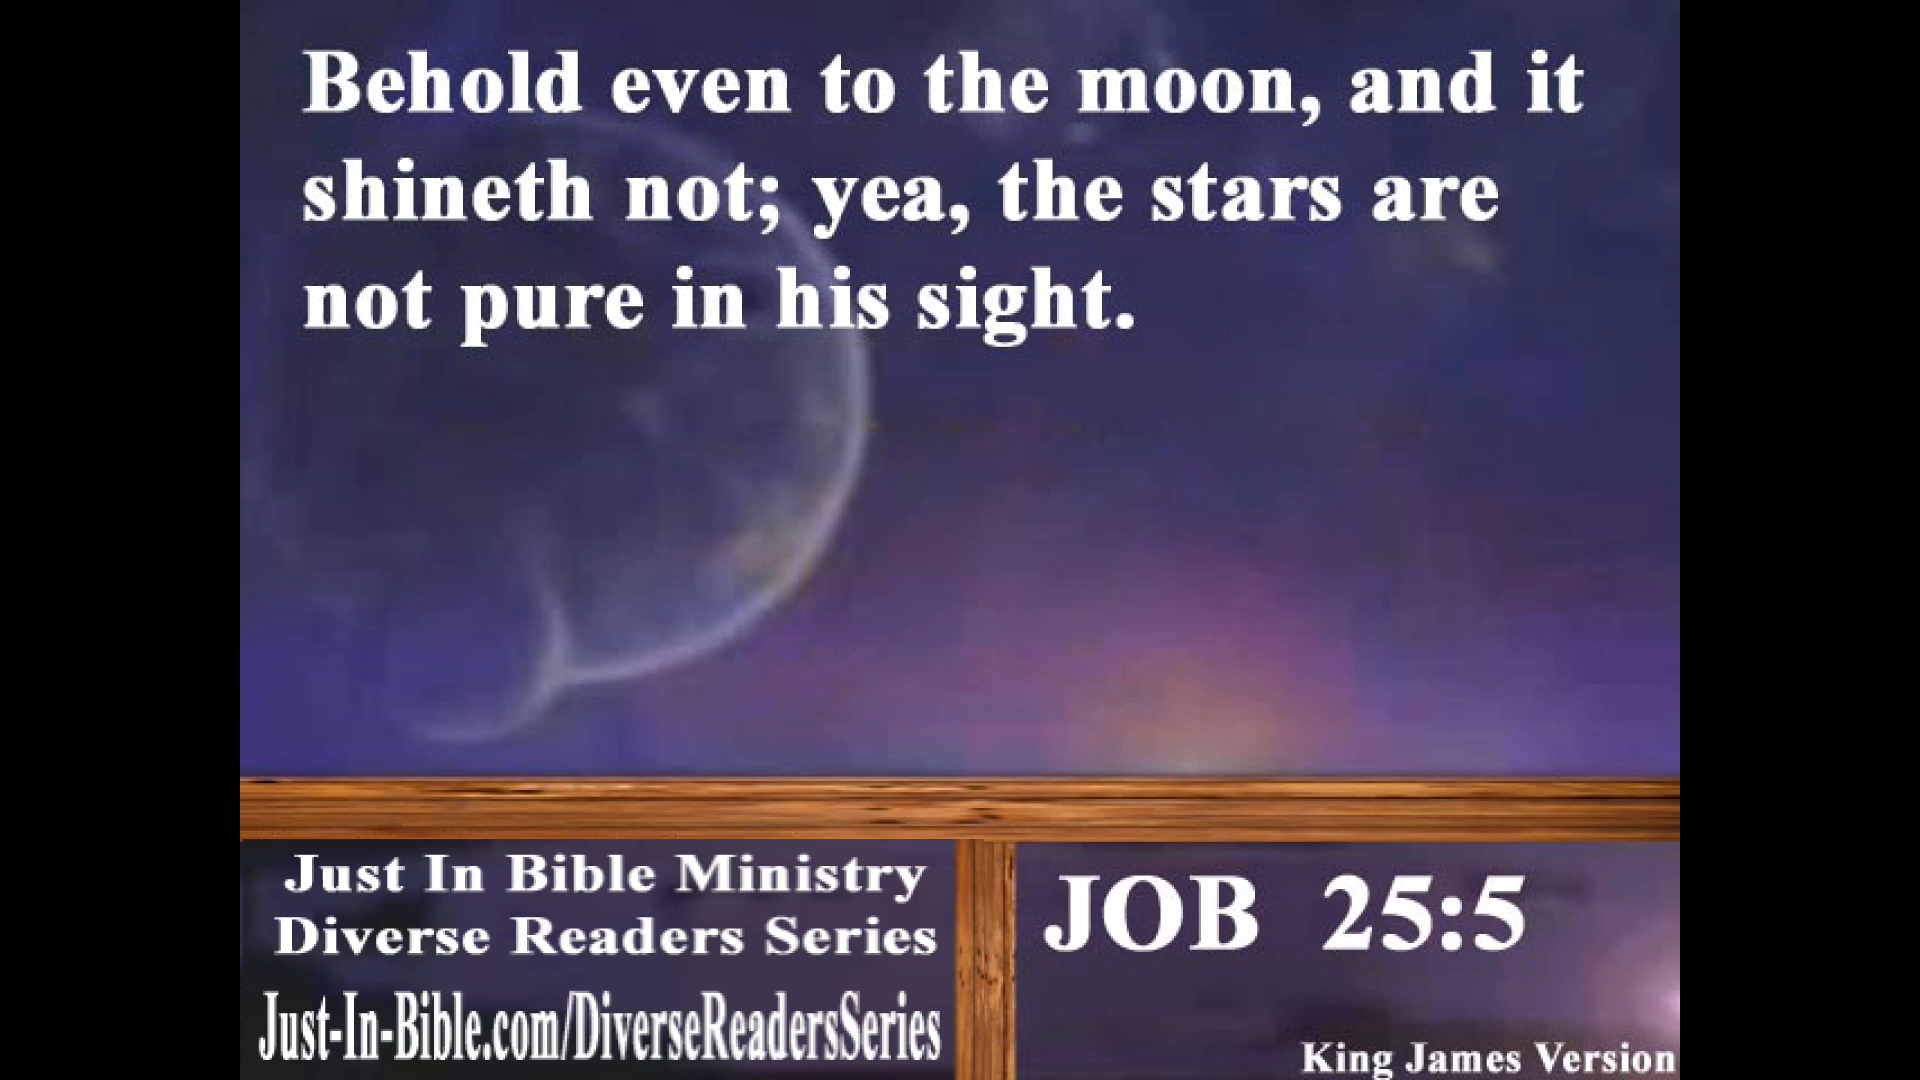 Behold even to the moon, and it
shineth not; yea, the stars are
not pure in his sight.
Just In Bible Ministry
Diverse Readers Series
Just-In-Bible.com/DiverseReadersSeries
JOB 25:5
King James Version